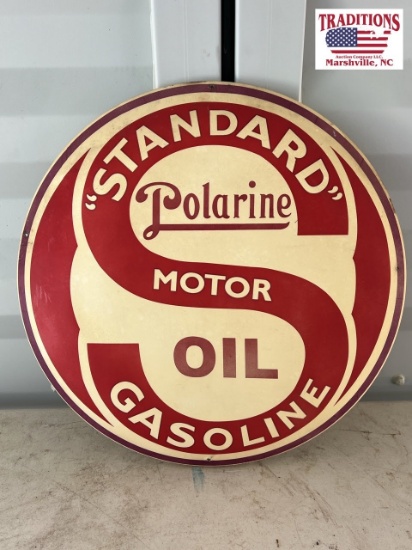 TRADITIONS
Auction Company LLC.
Marshville, NC
"STANDARD"
Polarine
MOTOR
OIL
GASOLINE